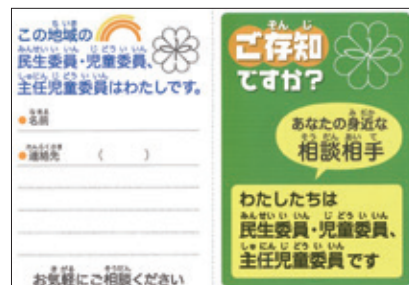 この地域の
民生委員・児童委員、
主任児童委員はわたしです。
●名前
●連絡先 （ ）
お気軽にご相談ください
ご存知
ですか？
あなたの身近な
相談相手
わたしたちは
民生委員・児童委員、
主任児童委員です